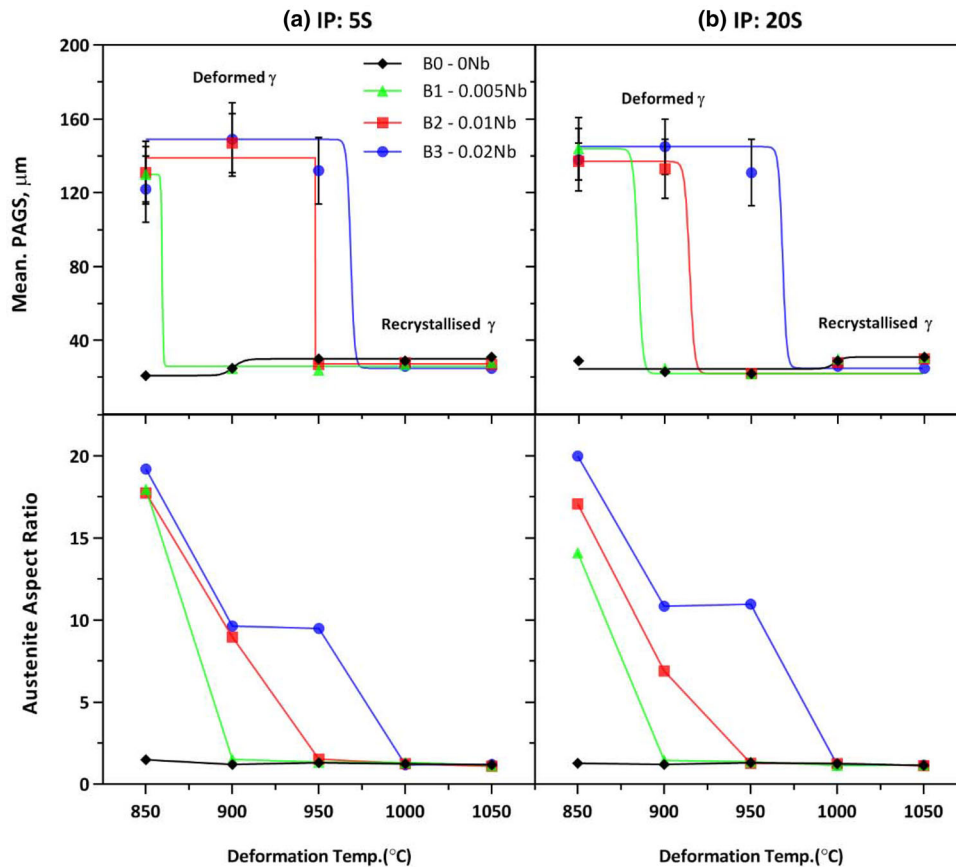 (a) IP: 5S
(b) IP: 20S
200
160
120
80
40
Mean. PAGS, μm
Deformed γ
B0 - 0Nb
B1 - 0.005Nb
B2 - 0.01Nb
B3 - 0.02Nb
Recrystallised γ
Deformed γ
Recrystallised γ
20
15
10
5
0
Austenite Aspect Ratio
850 900 950 1000 1050
850 900 950 1000 1050
Deformation Temp.(°C)
Deformation Temp.(°C)